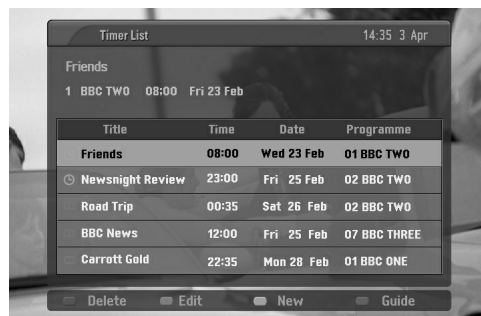 Timer List 14:35 3 Apr
Friends
1 BBC TWO 08:00 Fri 23 Feb
Title Time Date Programme
Friends 08:00 Wed 23 Feb 01 BBC TWO
Newsnight Review 23:00 Fri 25 Feb 02 BBC TWO
Road Trip 00:35 Sat 26 Feb 02 BBC TWO
BBC News 12:00 Fri 25 Feb 07 BBC THREE
Carrott Gold 22:35 Mon 28 Feb 01 BBC ONE
Delete Edit New Guide